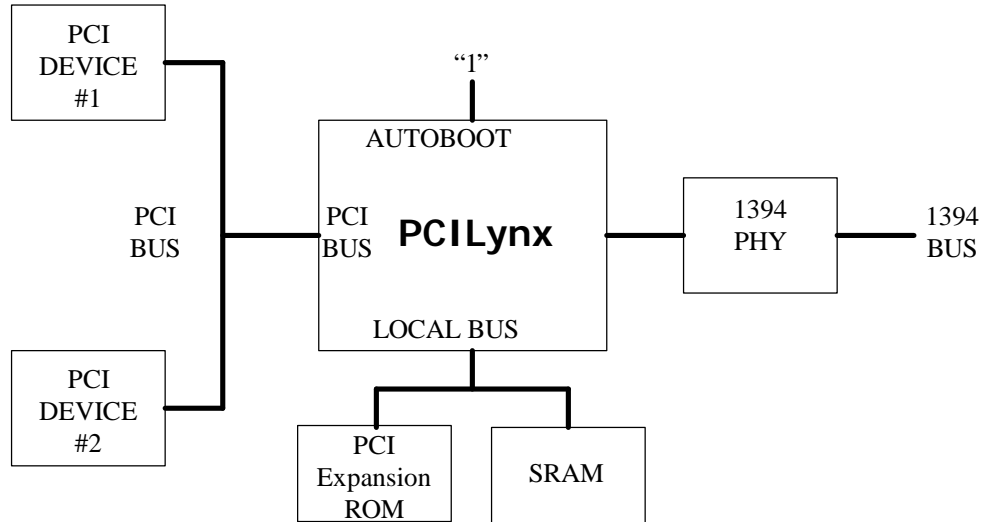 PCI
DEVICE
#1
“1”
AUTOBOOT
PCI
BUS
PCI
BUS
PCILynx
1394
PHY
1394
BUS
LOCAL BUS
PCI
DEVICE
#2
PCI
Expansion
ROM
SRAM